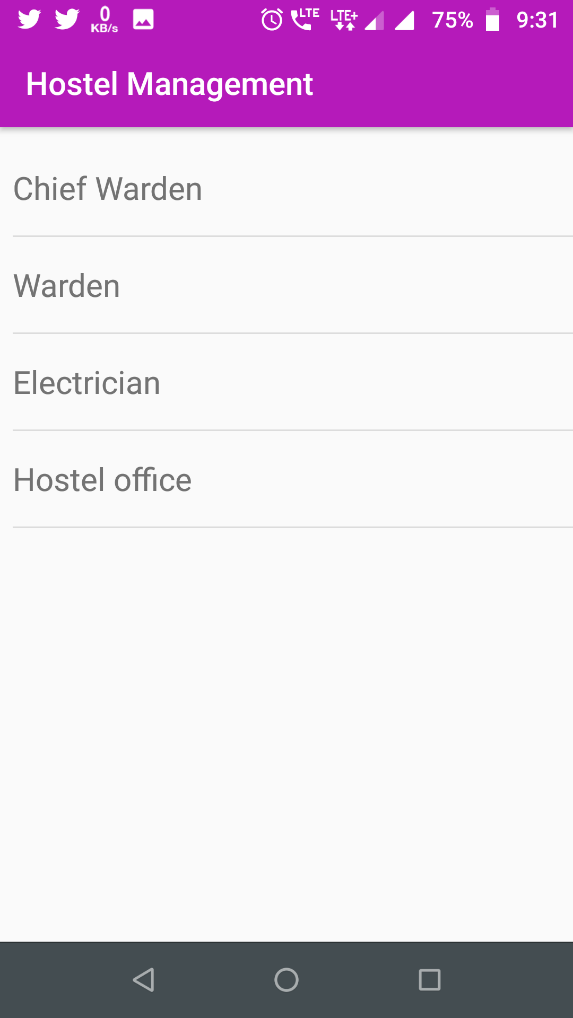 0
KB/s
LTE
LTE+
75%
9:31
Hostel Management
Chief Warden
Warden
Electrician
Hostel office